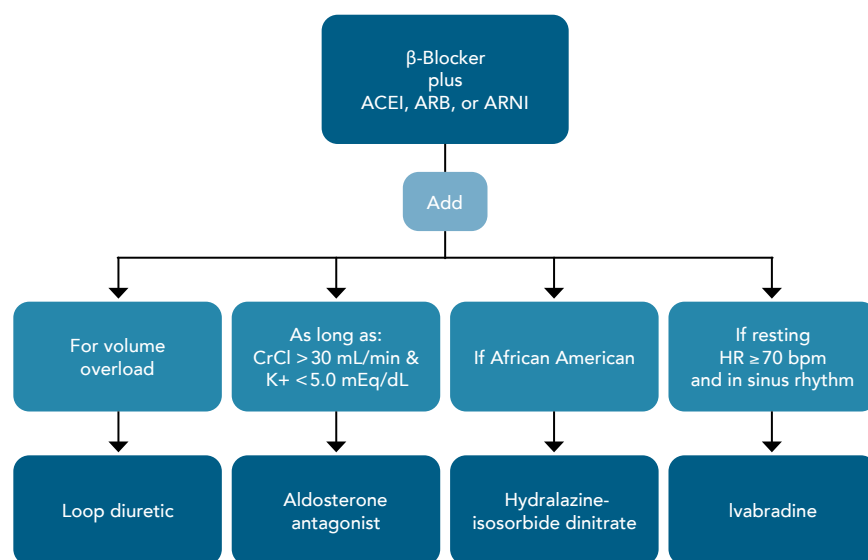 β-Blocker
plus
ACEI, ARB, or ARNI
Add
For volume
overload
As long as:
CrCl >30 mL/min &
K+ <5.0 mEq/dL
If African American
If resting
HR ≥70 bpm
and in sinus rhythm
Loop diuretic
Aldosterone
antagonist
Hydralazine-
isosorbide dinitrate
Ivabradine